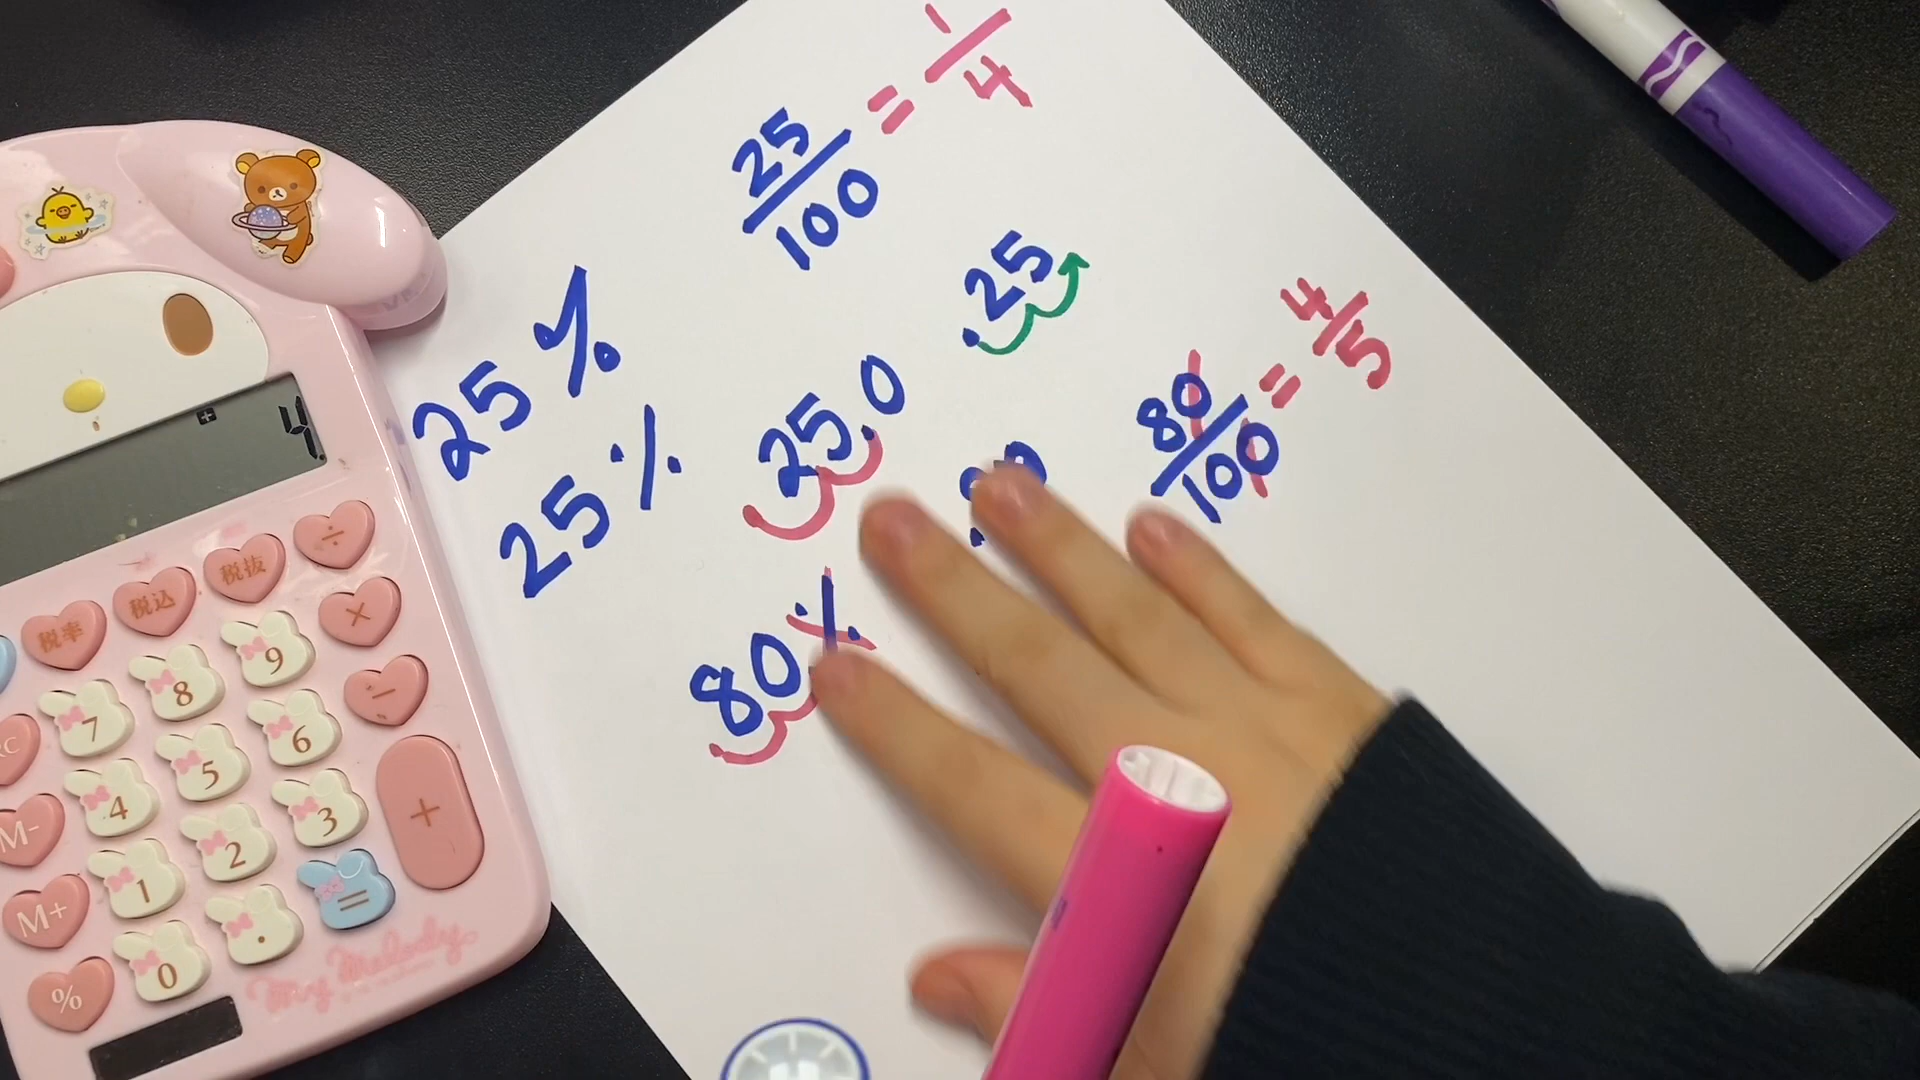 25/100 = 1/4
.25
25%
25.0
80/100 = 4/5
25%
80%
4.
税率 税込 税抜 ÷
7 8 9 ×
4 5 6 −
M- 1 2 3 +
M+ 0 . =
%
My Melody